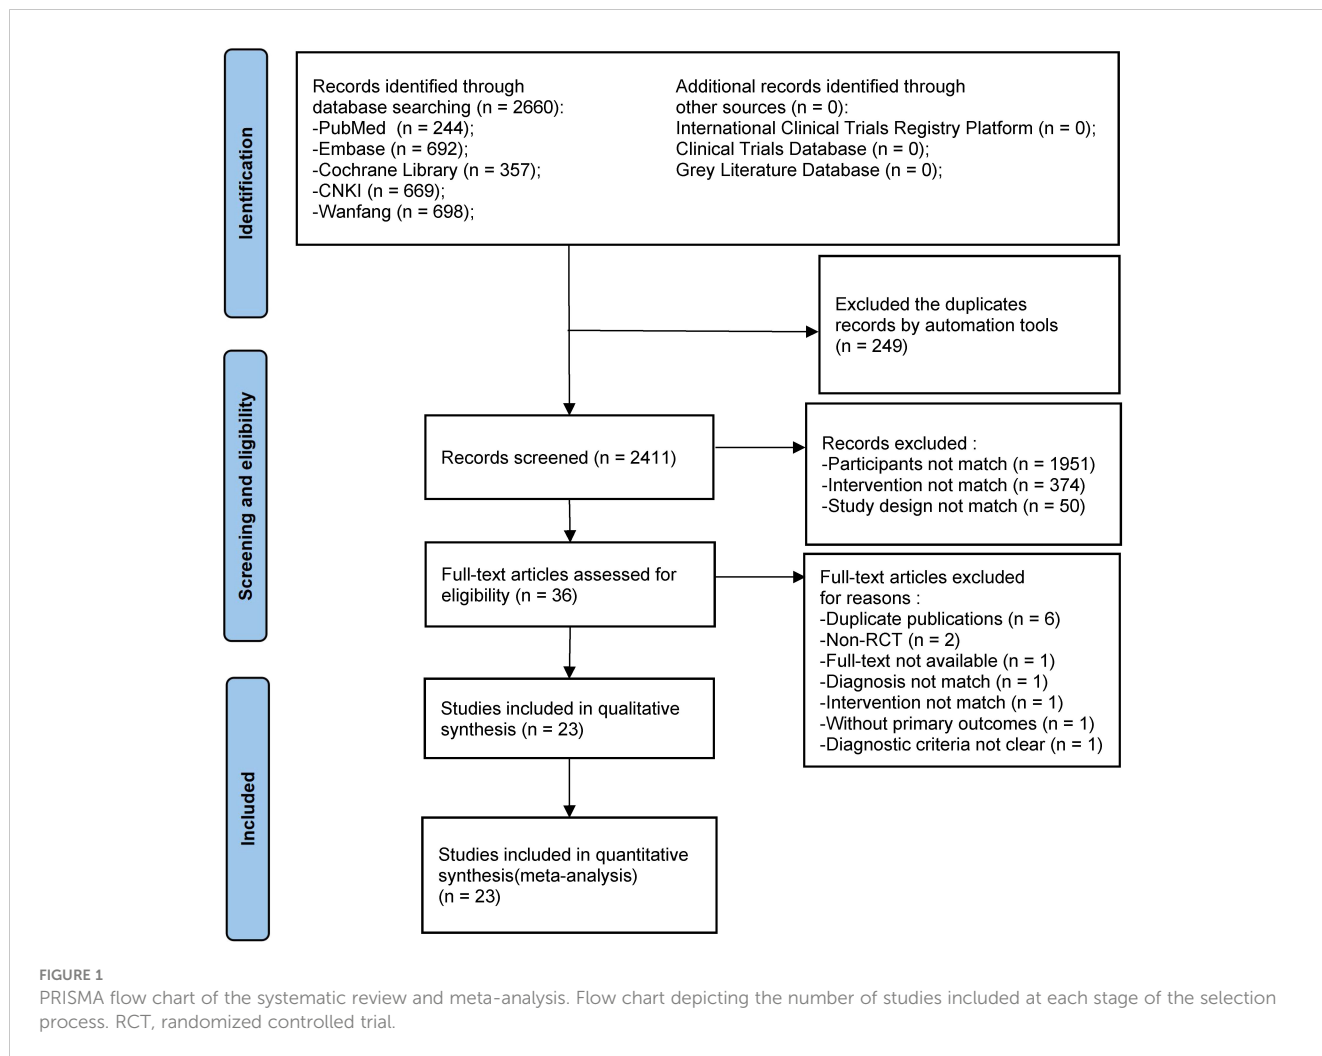 Identification
Records identified through
database searching (n = 2660):
-PubMed  (n = 244);
-Embase (n = 692);
-Cochrane Library (n = 357);
-CNKI (n = 669);
-Wanfang (n = 698);
Additional records identified through
other sources (n = 0):
International Clinical Trials Registry Platform (n = 0);
Clinical Trials Database (n = 0);
Grey Literature Database (n = 0);
Excluded the duplicates
records by automation tools
(n = 249)
Screening and eligibility
Records screened (n = 2411)
Records excluded :
-Participants not match (n = 1951)
-Intervention not match (n = 374)
-Study design not match (n = 50)
Full-text articles assessed for
eligibility (n = 36)
Full-text articles excluded
for reasons :
-Duplicate publications (n = 6)
-Non-RCT (n = 2)
-Full-text not available (n = 1)
-Diagnosis not match (n = 1)
-Intervention not match (n = 1)
-Without primary outcomes (n = 1)
-Diagnostic criteria not clear (n = 1)
Included
Studies included in qualitative
synthesis (n = 23)
Studies included in quantitative
synthesis(meta-analysis)
(n = 23)
FIGURE 1
PRISMA flow chart of the systematic review and meta-analysis. Flow chart depicting the number of studies included at each stage of the selection
process. RCT, randomized controlled trial.